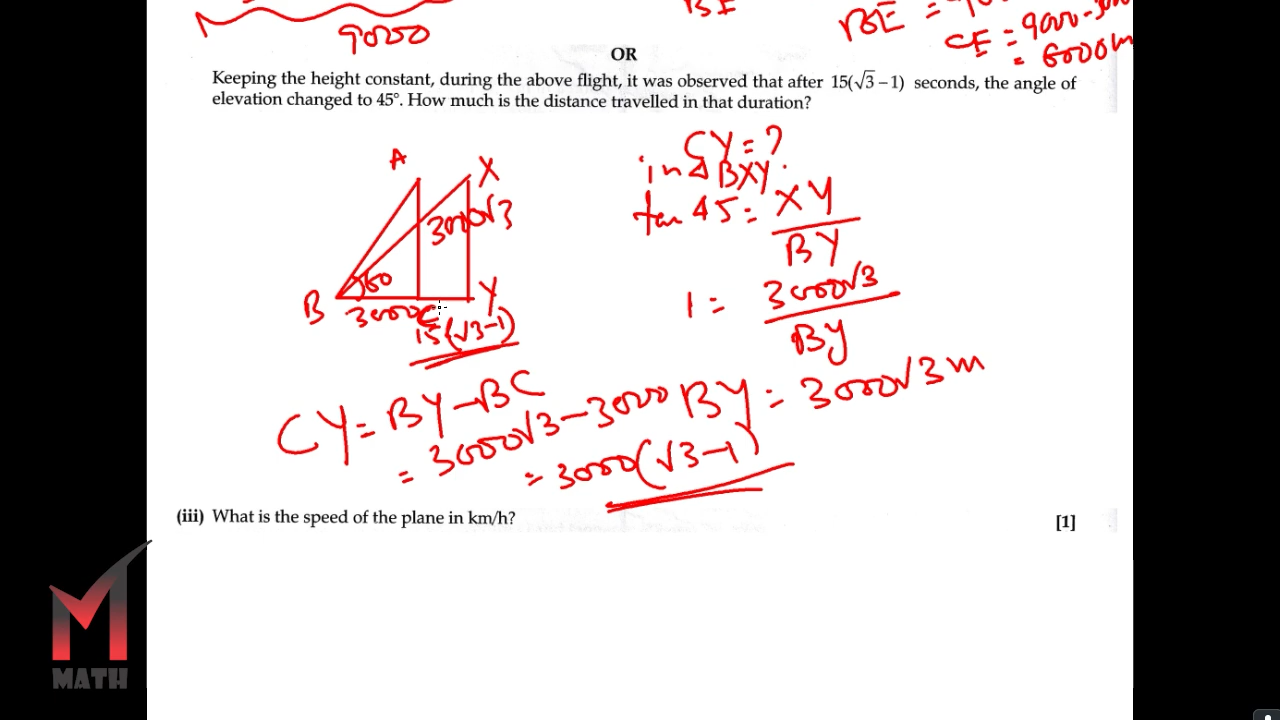 9000
BE
BE =
CE = 9000-3000
= 6000m
OR
Keeping the height constant, during the above flight, it was observed that after 15(√3 – 1) seconds, the angle of
elevation changed to 45°. How much is the distance travelled in that duration?
A
X
3000√3
60
B
3000
C
Y
15(√3-1)
CY = ?
in △ BXY
tan 45 = XY / BY
1 = 3000√3 / BY
BY = 3000√3 m
CY = BY - BC
= 3000√3 - 3000
= 3000(√3-1)
(iii) What is the speed of the plane in km/h? [1]
M
MATH